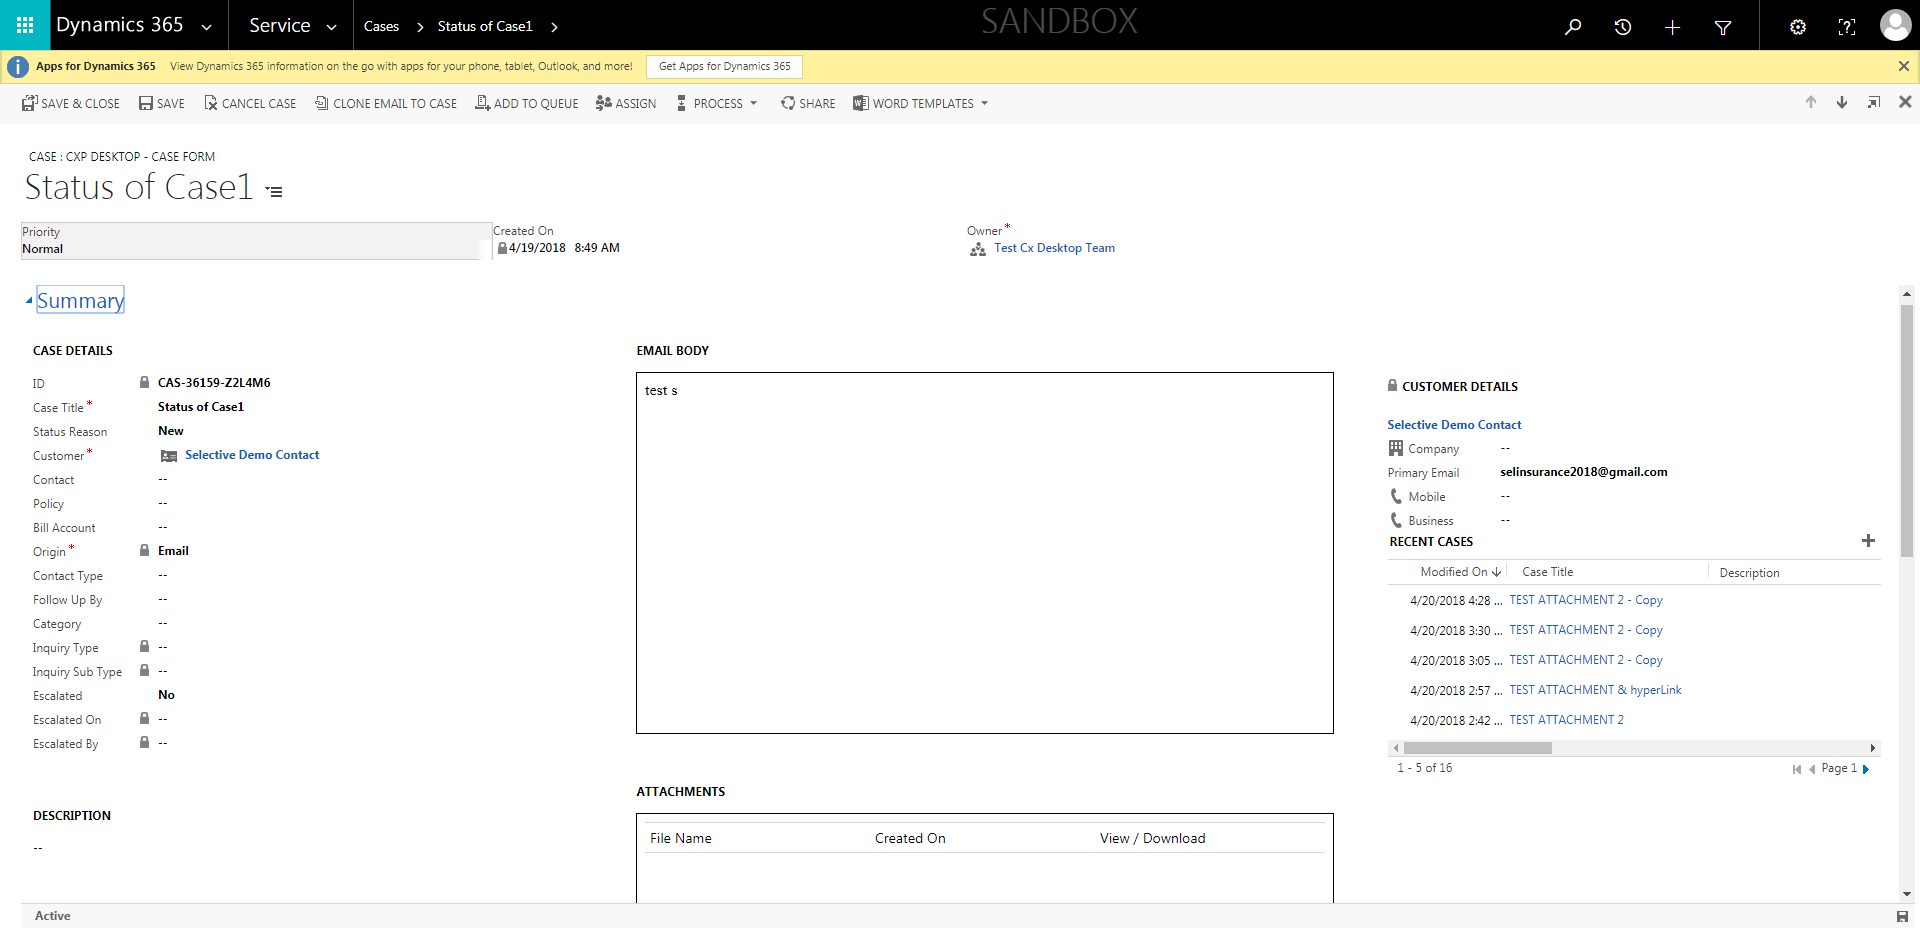 Dynamics 365 Service Cases Status of Case1 SANDBOX
Apps for Dynamics 365 View Dynamics 365 information on the go with apps for your phone, tablet, Outlook, and more! Get Apps for Dynamics 365
SAVE & CLOSE SAVE CANCEL CASE CLONE EMAIL TO CASE ADD TO QUEUE ASSIGN PROCESS SHARE WORD TEMPLATES
CASE : CXP DESKTOP - CASE FORM
Status of Case1
Priority
Normal
Created On
4/19/2018 8:49 AM
Owner *
Test Cx Desktop Team
Summary
CASE DETAILS
ID CAS-36159-Z2L4M6
Case Title * Status of Case1
Status Reason New
Customer * Selective Demo Contact
Contact --
Policy --
Bill Account --
Origin * Email
Contact Type --
Follow Up By --
Category --
Inquiry Type --
Inquiry Sub Type --
Escalated No
Escalated On --
Escalated By --
DESCRIPTION
--
EMAIL BODY
test s
ATTACHMENTS
File Name Created On View / Download
CUSTOMER DETAILS
Selective Demo Contact
Company --
Primary Email selinsurance2018@gmail.com
Mobile --
Business --
RECENT CASES
Modified On Case Title Description
4/20/2018 4:28 ... TEST ATTACHMENT 2 - Copy
4/20/2018 3:30 ... TEST ATTACHMENT 2 - Copy
4/20/2018 3:05 ... TEST ATTACHMENT 2 - Copy
4/20/2018 2:57 ... TEST ATTACHMENT & hyperLink
4/20/2018 2:42 ... TEST ATTACHMENT 2
1 - 5 of 16 Page 1
Active